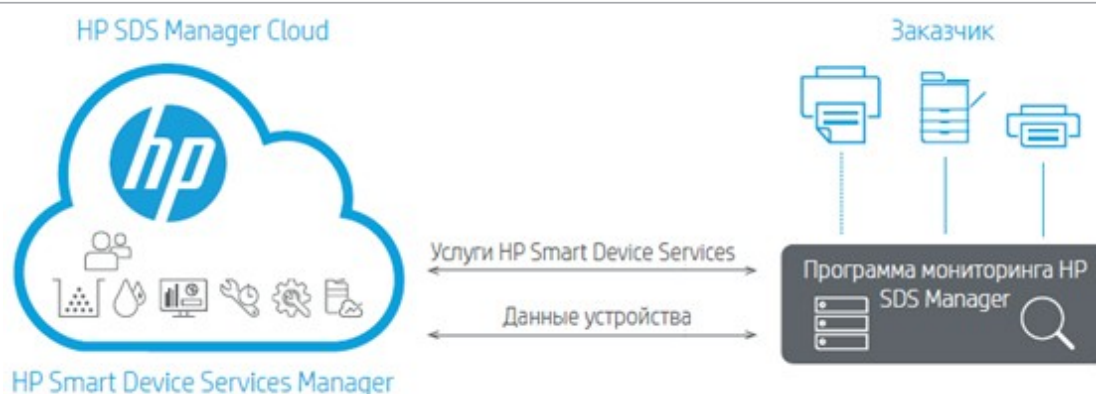 HP SDS Manager Cloud
Заказчик
hp
Услуги HP Smart Device Services
Данные устройства
Программа мониторинга HP
SDS Manager
HP Smart Device Services Manager